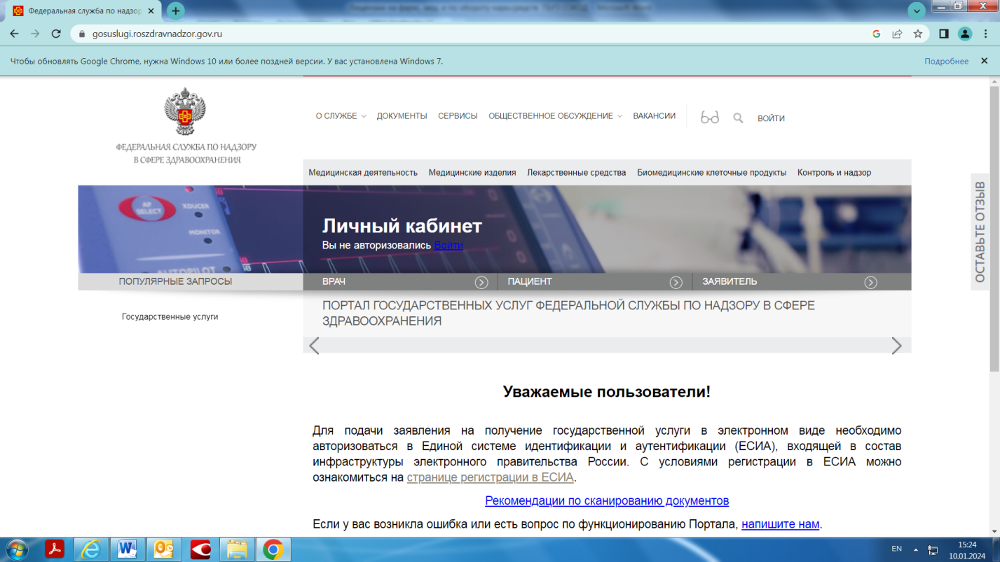 Федеральная служба по надзор
gosuslugi.roszdravnadzor.gov.ru
Чтобы обновлять Google Chrome, нужна Windows 10 или более поздней версии. У вас установлена Windows 7.
Подробнее
О СЛУЖБЕ
ДОКУМЕНТЫ
СЕРВИСЫ
ОБЩЕСТВЕННОЕ ОБСУЖДЕНИЕ
ВАКАНСИИ
ВОЙТИ
ФЕДЕРАЛЬНАЯ СЛУЖБА ПО НАДЗОРУ
В СФЕРЕ ЗДРАВООХРАНЕНИЯ
Медицинская деятельность
Медицинские изделия
Лекарственные средства
Биомедицинские клеточные продукты
Контроль и надзор
AP
SELECT
XDUCER
MONITOR
AUTOPILOT
Личный кабинет
Вы не авторизовались Войти
ОСТАВЬТЕ ОТЗЫВ
ПОПУЛЯРНЫЕ ЗАПРОСЫ
ВРАЧ
ПАЦИЕНТ
ЗАЯВИТЕЛЬ
Государственные услуги
ПОРТАЛ ГОСУДАРСТВЕННЫХ УСЛУГ ФЕДЕРАЛЬНОЙ СЛУЖБЫ ПО НАДЗОРУ В СФЕРЕ
ЗДРАВООХРАНЕНИЯ
Уважаемые пользователи!
Для подачи заявления на получение государственной услуги в электронном виде необходимо
авторизоваться в Единой системе идентификации и аутентификации (ЕСИА), входящей в состав
инфраструктуры электронного правительства России. С условиями регистрации в ЕСИА можно
ознакомиться на странице регистрации в ЕСИА.
Рекомендации по сканированию документов
Если у вас возникла ошибка или есть вопрос по функционированию Портала, напишите нам.
EN
15:24
10.01.2024